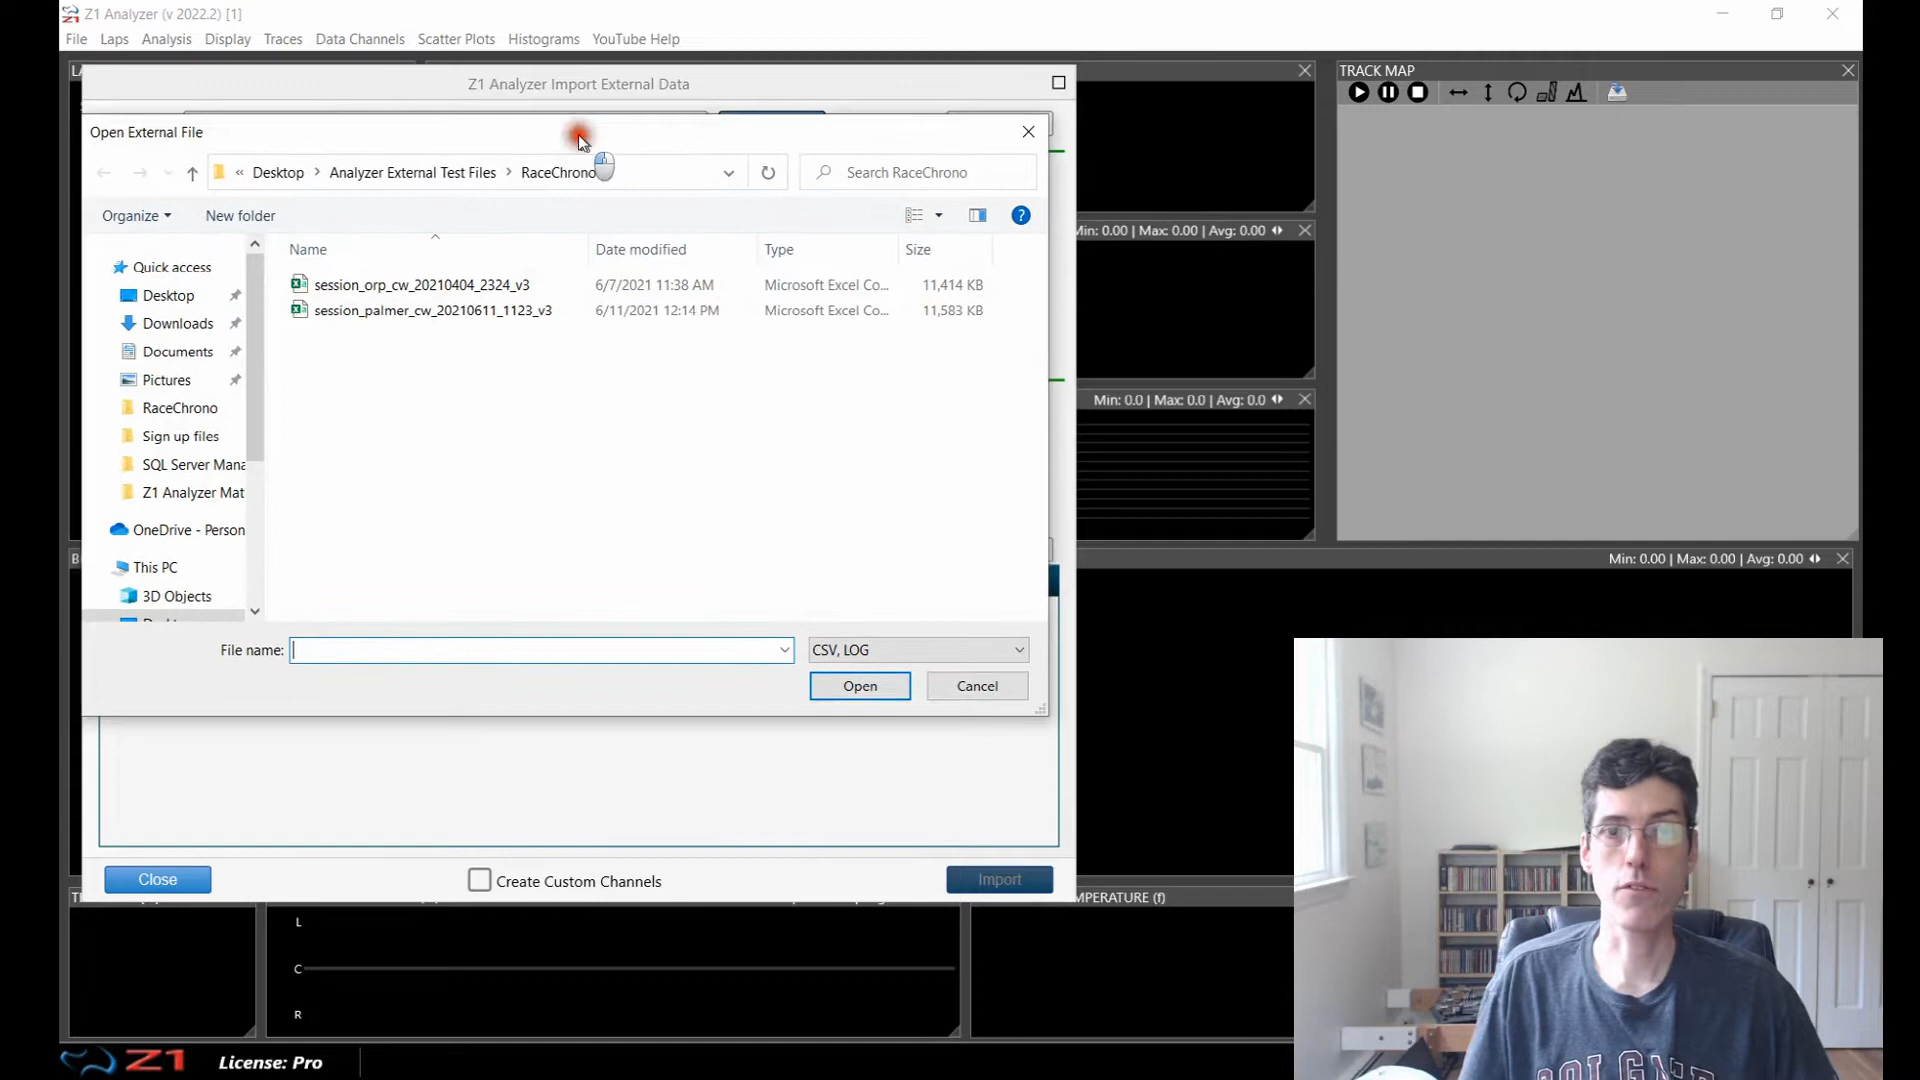 Z1 Analyzer (v 2022.2) [1]
File Laps Analysis Display Traces Data Channels Scatter Plots Histograms YouTube Help
LA
Z1 Analyzer Import External Data
TRACK MAP
Open External File
« Desktop > Analyzer External Test Files > RaceChrono
Search RaceChrono
Organize New folder
Min: 0.00 | Max: 0.00 | Avg: 0.00
Name Date modified Type Size
Quick access
session_orp_cw_20210404_2324_v3 6/7/2021 11:38 AM Microsoft Excel Co... 11,414 KB
Desktop
session_palmer_cw_20210611_1123_v3 6/11/2021 12:14 PM Microsoft Excel Co... 11,583 KB
Downloads
Documents
Pictures
Min: 0.0 | Max: 0.0 | Avg: 0.0
RaceChrono
Sign up files
SQL Server Mana
Z1 Analyzer Mat
OneDrive - Person
B
Min: 0.00 | Max: 0.00 | Avg: 0.00
This PC
3D Objects
File name: CSV, LOG
Open Cancel
Close Create Custom Channels Import
MPERATURE (f)
L
C
R
Z1 License: Pro